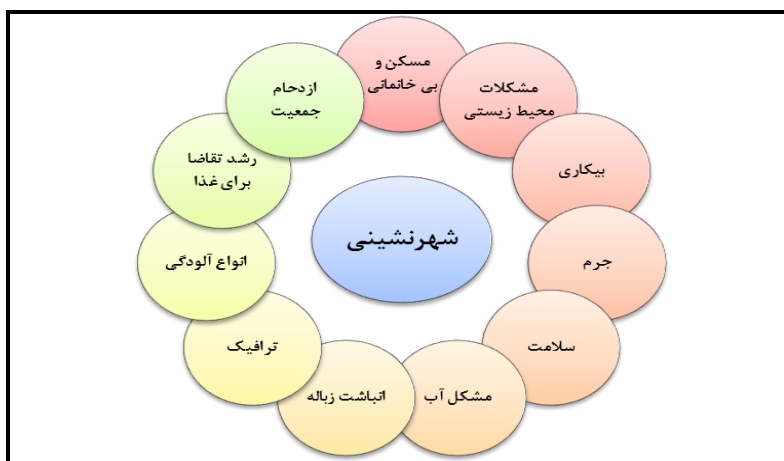 مسکن و
بی خانمانی
مشکلات
محیط زیستی
بیکاری
جرم
سلامت
مشکل آب
انباشت زباله
ترافیک
انواع آلودگی
رشد تقاضا
برای غذا
ازدحام
جمعیت
شهرنشینی